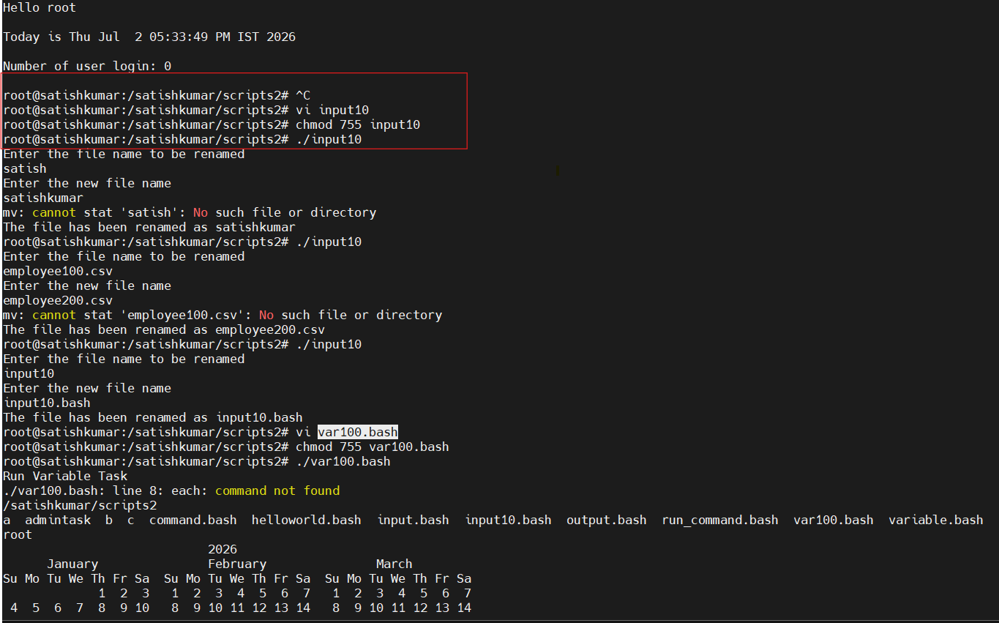 Hello root
Today is Thu Jul  2 05:33:49 PM IST 2026
Number of user login: 0
root@satishkumar:/satishkumar/scripts2# ^C
root@satishkumar:/satishkumar/scripts2# vi input10
root@satishkumar:/satishkumar/scripts2# chmod 755 input10
root@satishkumar:/satishkumar/scripts2# ./input10
Enter the file name to be renamed
satish
Enter the new file name
satishkumar
mv: cannot stat 'satish': No such file or directory
The file has been renamed as satishkumar
root@satishkumar:/satishkumar/scripts2# ./input10
Enter the file name to be renamed
employee100.csv
Enter the new file name
employee200.csv
mv: cannot stat 'employee100.csv': No such file or directory
The file has been renamed as employee200.csv
root@satishkumar:/satishkumar/scripts2# ./input10
Enter the file name to be renamed
input10
Enter the new file name
input10.bash
The file has been renamed as input10.bash
root@satishkumar:/satishkumar/scripts2# vi var100.bash
root@satishkumar:/satishkumar/scripts2# chmod 755 var100.bash
root@satishkumar:/satishkumar/scripts2# ./var100.bash
Run Variable Task
./var100.bash: line 8: each: command not found
/satishkumar/scripts2
a  admintask  b  c  command.bash  helloworld.bash  input.bash  input10.bash  output.bash  run_command.bash  var100.bash  variable.bash
root
                            2026
      January               February               March
Su Mo Tu We Th Fr Sa  Su Mo Tu We Th Fr Sa  Su Mo Tu We Th Fr Sa
             1  2  3   1  2  3  4  5  6  7   1  2  3  4  5  6  7
 4  5  6  7  8  9 10   8  9 10 11 12 13 14   8  9 10 11 12 13 14